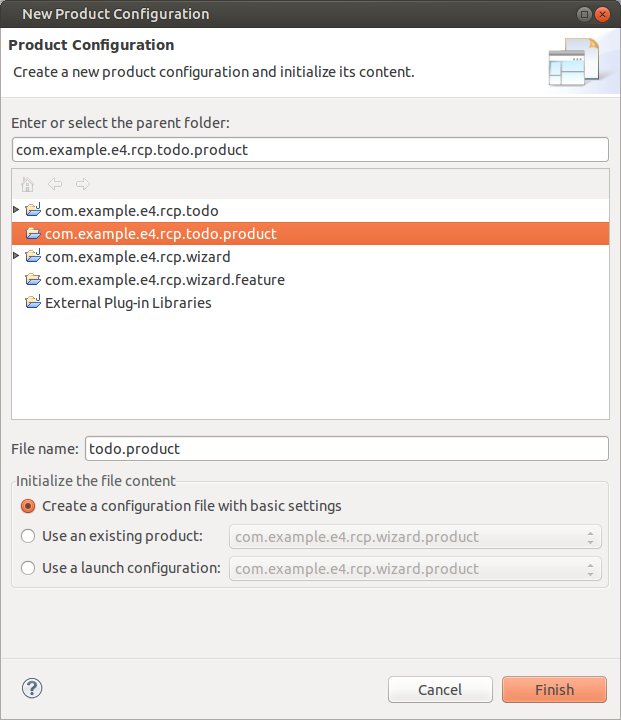 New Product Configuration
Product Configuration
Create a new product configuration and initialize its content.
Enter or select the parent folder:
com.example.e4.rcp.todo.product
com.example.e4.rcp.todo
com.example.e4.rcp.todo.product
com.example.e4.rcp.wizard
com.example.e4.rcp.wizard.feature
External Plug-in Libraries
File name: todo.product
Initialize the file content
Create a configuration file with basic settings
Use an existing product: com.example.e4.rcp.wizard.product
Use a launch configuration: com.example.e4.rcp.wizard.product
? Cancel Finish